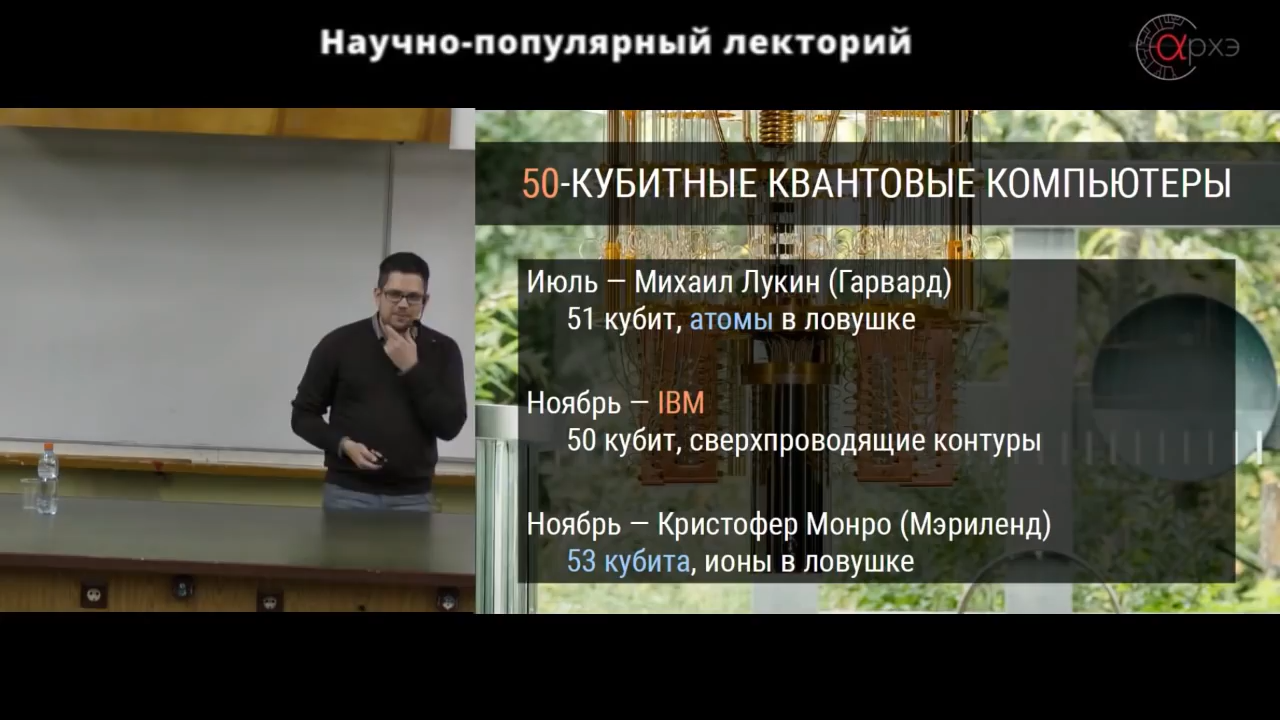 Научно-популярный лекторий
αрхэ
50-КУБИТНЫЕ КВАНТОВЫЕ КОМПЬЮТЕРЫ
Июль — Михаил Лукин (Гарвард)
51 кубит, атомы в ловушке
Ноябрь — IBM
50 кубит, сверхпроводящие контуры
Ноябрь — Кристофер Монро (Мэриленд)
53 кубита, ионы в ловушке